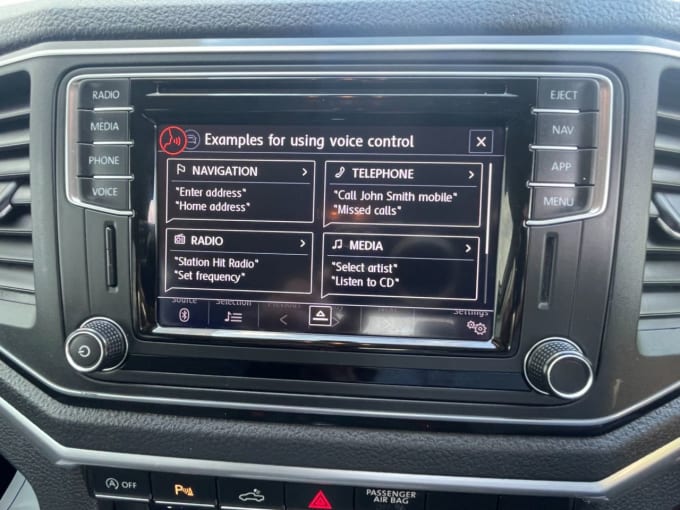 RADIO
MEDIA
PHONE
VOICE
EJECT
NAV
APP
MENU
Examples for using voice control
NAVIGATION
"Enter address"
"Home address"
TELEPHONE
"Call John Smith mobile"
"Missed calls"
RADIO
"Station Hit Radio"
"Set frequency"
MEDIA
"Select artist"
"Listen to CD"
Source
Selection
Settings
OFF
P
PASSENGER
AIR BAG